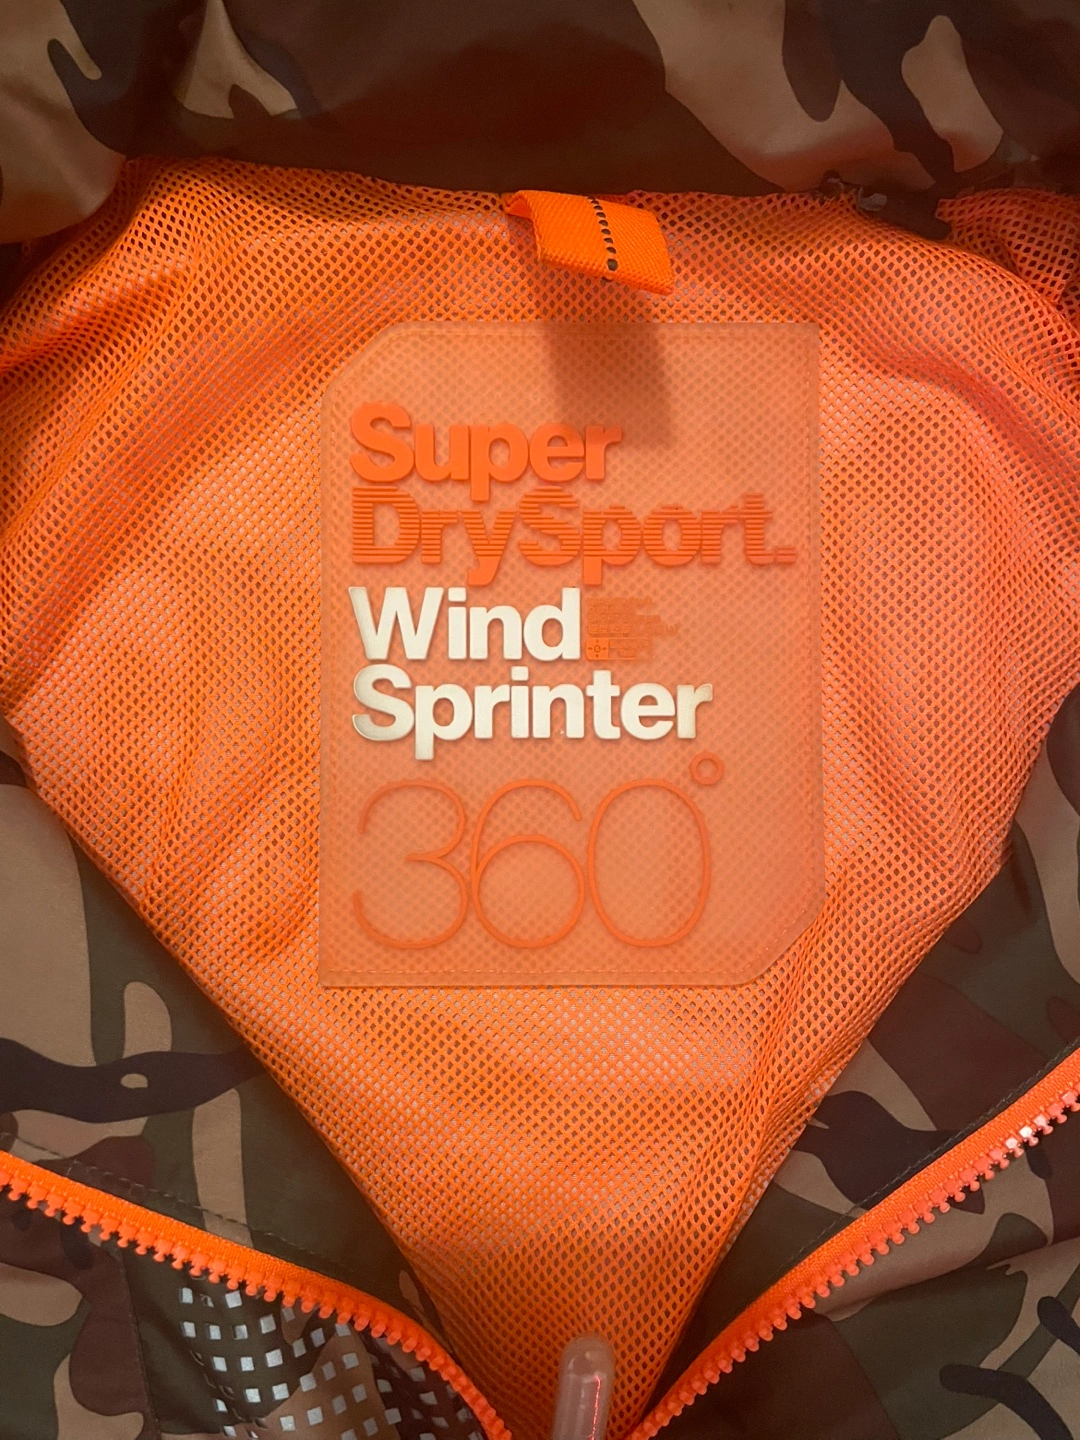 Super
DrySport.
Wind
Sprinter
360°